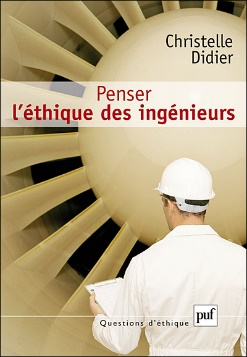 Christelle
Didier
Penser
l'éthique des ingénieurs
Questions d'éthique
puf